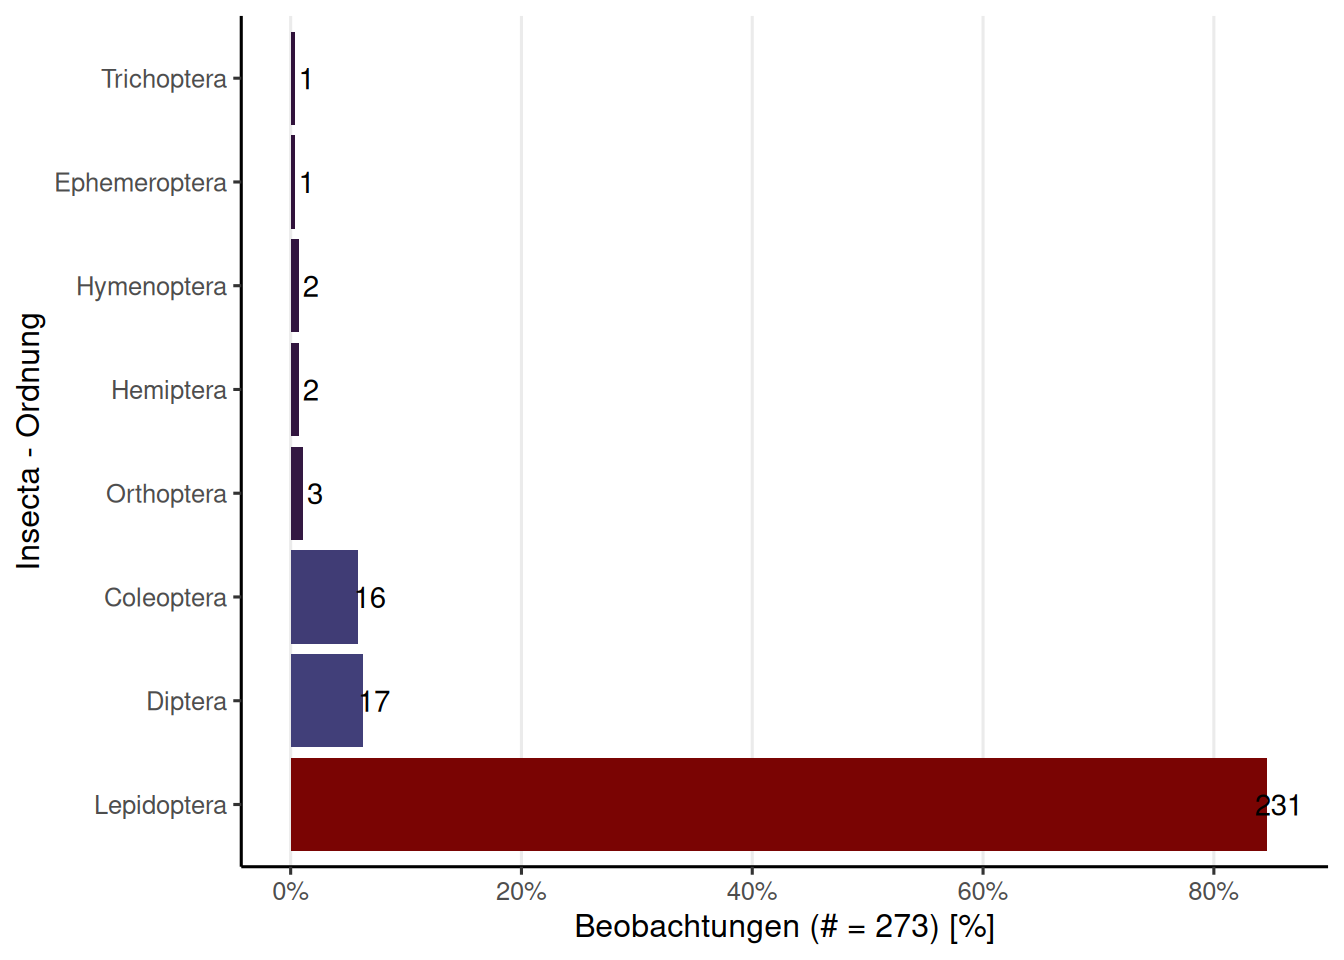 Insecta - Ordnung
Trichoptera 1
Ephemeroptera 1
Hymenoptera 2
Hemiptera 2
Orthoptera 3
Coleoptera 16
Diptera 17
Lepidoptera 231
0% 20% 40% 60% 80%
Beobachtungen (# = 273) [%]